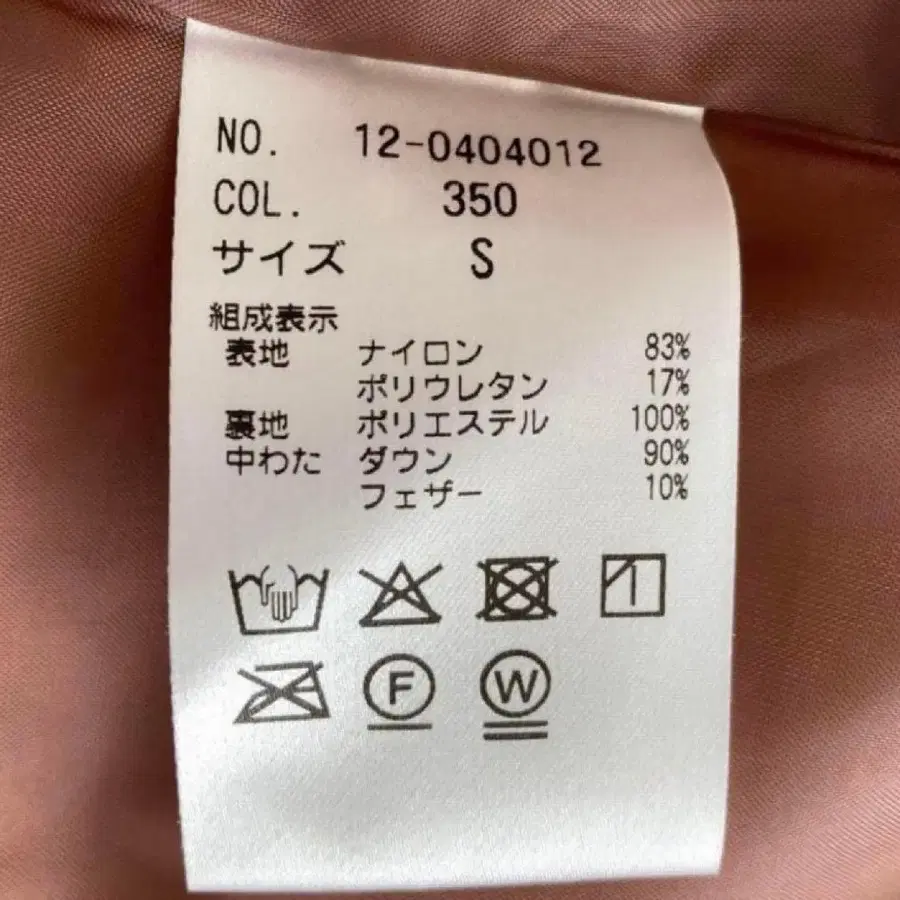 NO. 12-0404012
COL. 350
サイズ S
組成表示
表地 ナイロン 83%
ポリウレタン 17%
裏地 ポリエステル 100%
中わた ダウン 90%
フェザー 10%
F W